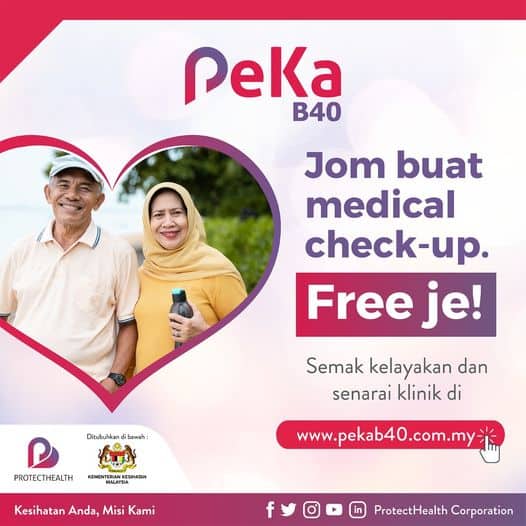 PeKa
B40
Jom buat
medical
check-up.
Free je!
Semak kelayakan dan
senarai klinik di
www.pekab40.com.my
Ditubuhkan di bawah :
PROTECTHEALTH
KEMENTERIAN KESIHATAN
MALAYSIA
Kesihatan Anda, Misi Kami
ProtectHealth Corporation